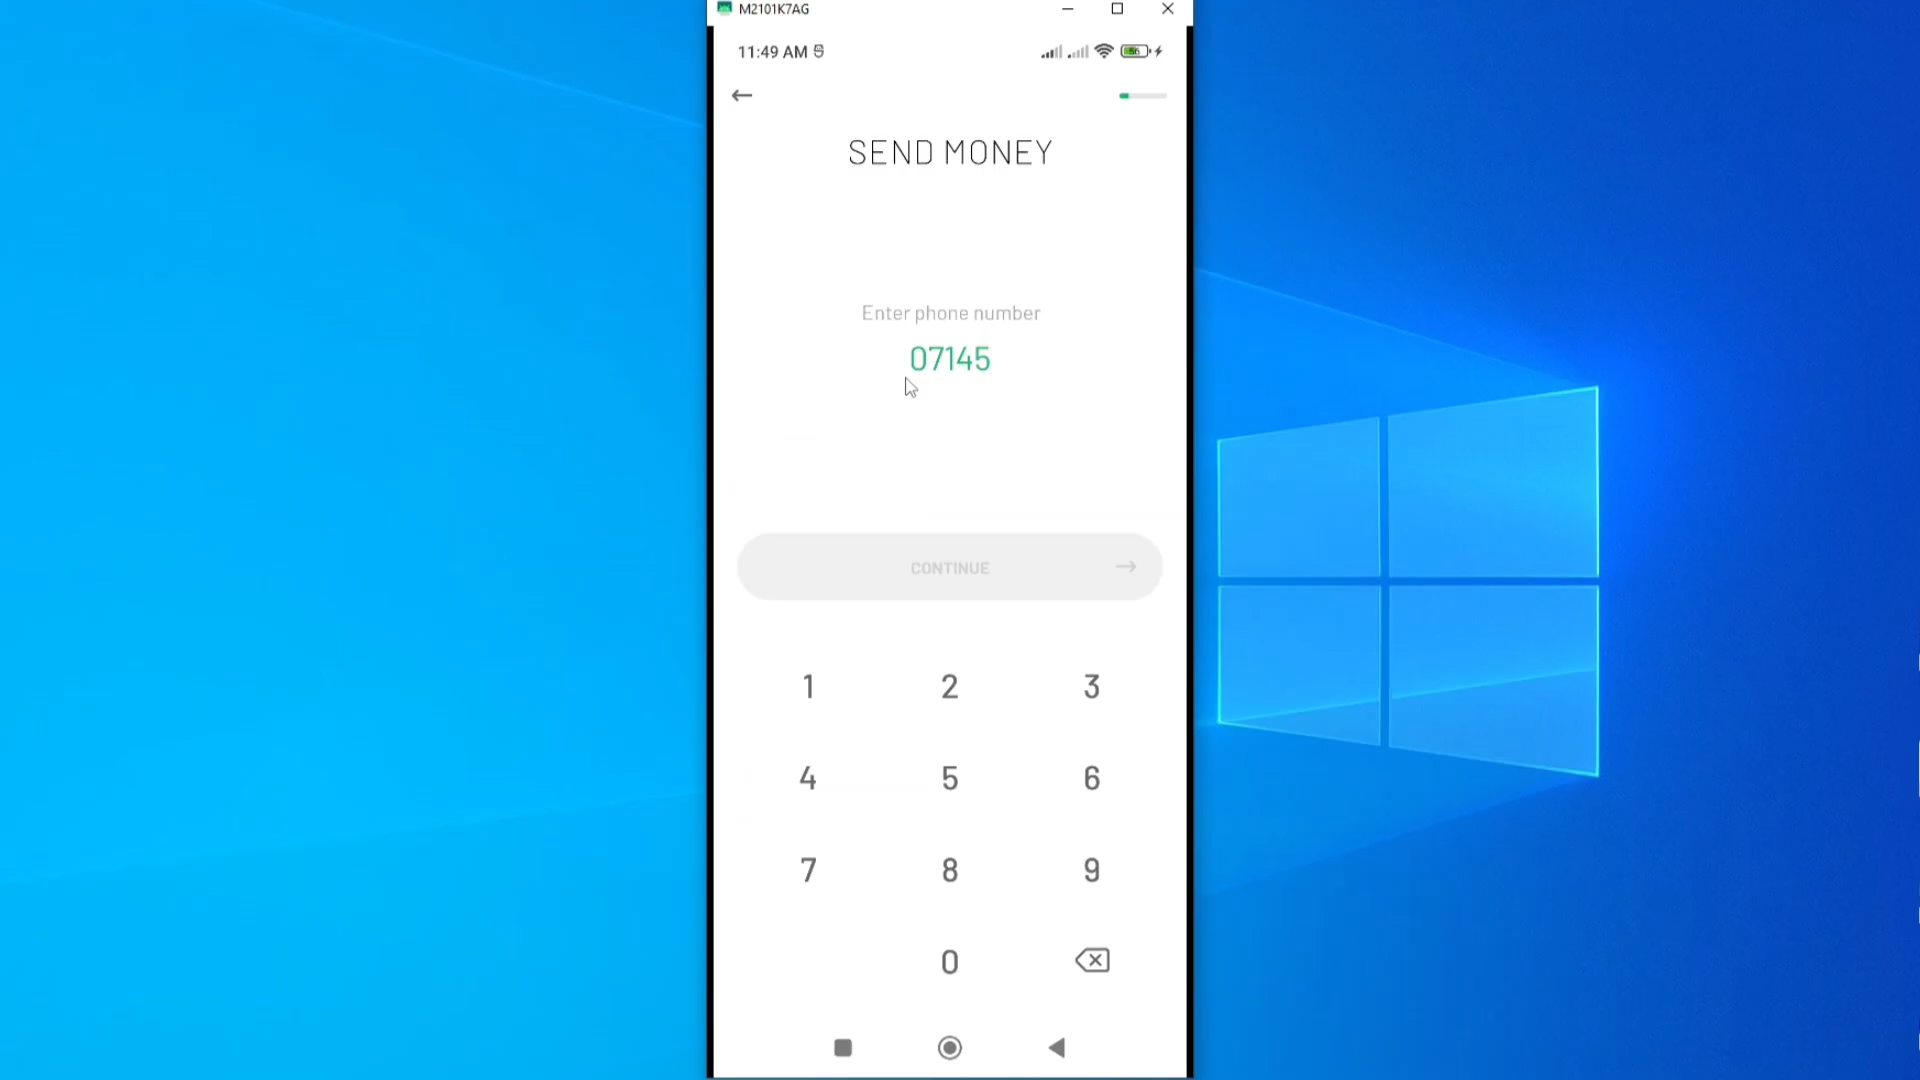 M2101K7AG
11:49 AM
56
SEND MONEY
Enter phone number
07145
CONTINUE
1 2 3
4 5 6
7 8 9
0